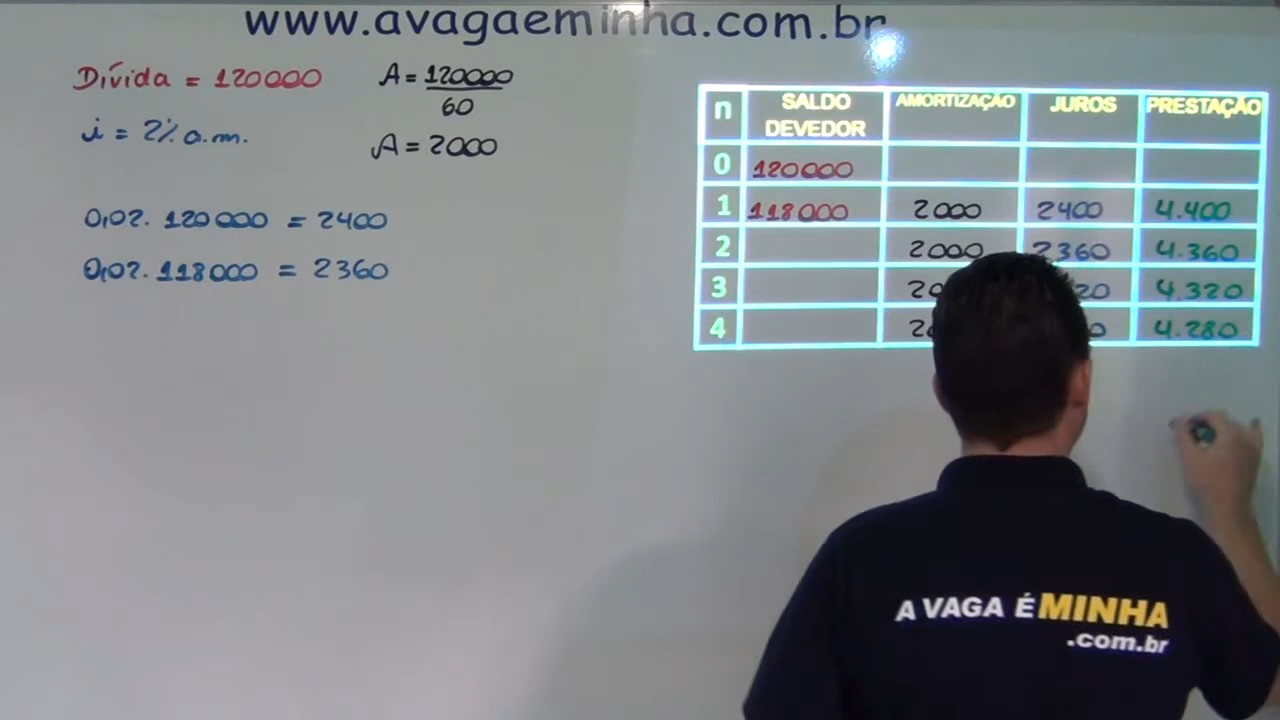 www.avagaeminha.com.br
Dívida = 120000
i = 2% a.m.
A = 120000
60
A = 2000
0,02. 120000 = 2400
0,02. 118000 = 2360
n SALDO DEVEDOR AMORTIZAÇÃO JUROS PRESTAÇÃO
0 120000
1 118000 2000 2400 4.400
2 2000 2360 4.360
3 4.320
4 4.280
A VAGA É MINHA
.com.br